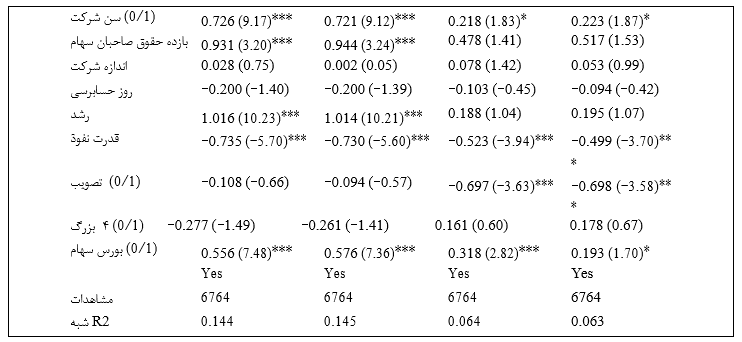 سن شرکت (0/1) 0.726 (9.17)*** 0.721 (9.12)*** 0.218 (1.83)* 0.223 (1.87)*
بازده حقوق صاحبان سهام 0.931 (3.20)*** 0.944 (3.24)*** 0.478 (1.41) 0.517 (1.53)
اندازه شرکت 0.028 (0.75) 0.002 (0.05) 0.078 (1.42) 0.053 (0.99)
روز حسابرسی −0.200 (−1.40) −0.200 (−1.39) −0.103 (−0.45) −0.094 (−0.42)
رشد 1.016 (10.23)*** 1.014 (10.21)*** 0.188 (1.04) 0.195 (1.07)
قدرت نفوذ −0.735 (−5.70)*** −0.730 (−5.60)*** −0.523 (−3.94)*** −0.499 (−3.70)**
*
تصویب (0/1) −0.108 (−0.66) −0.094 (−0.57) −0.697 (−3.63)*** −0.698 (−3.58)**
*
۴ بزرگ (0/1) −0.277 (−1.49) −0.261 (−1.41) 0.161 (0.60) 0.178 (0.67)
بورس سهام (0/1) 0.556 (7.48)*** 0.576 (7.36)*** 0.318 (2.82)*** 0.193 (1.70)*
Yes Yes Yes Yes
مشاهدات 6764 6764 6764 6764
شبه R2 0.144 0.145 0.064 0.063